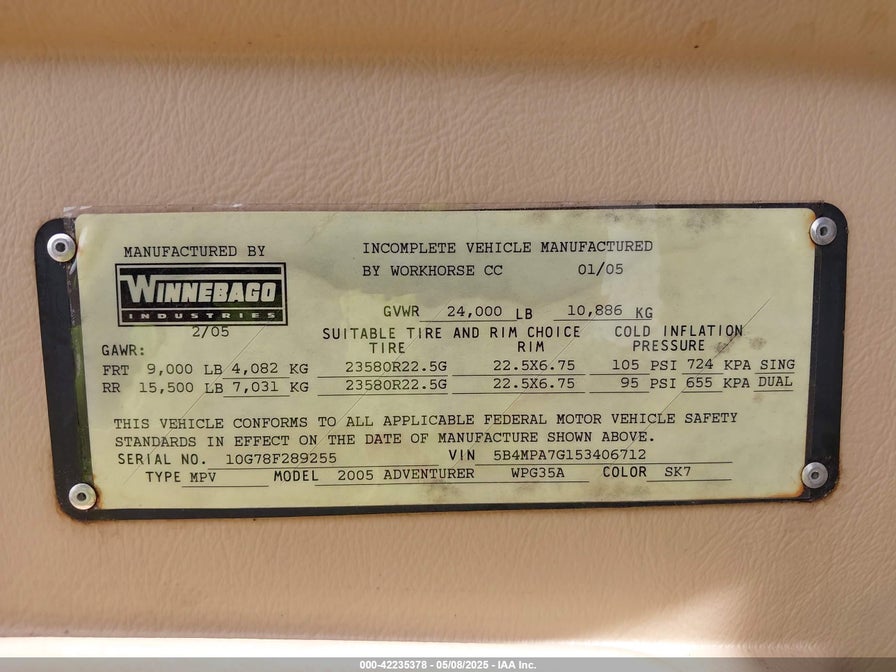 MANUFACTURED BY
WINNEBAGO
INDUSTRIES
2/05
INCOMPLETE VEHICLE MANUFACTURED
BY WORKHORSE CC 01/05
GVWR 24,000 LB 10,886 KG
SUITABLE TIRE AND RIM CHOICE COLD INFLATION
TIRE RIM PRESSURE
GAWR:
FRT 9,000 LB 4,082 KG 23580R22.5G 22.5X6.75 105 PSI 724 KPA SING
RR 15,500 LB 7,031 KG 23580R22.5G 22.5X6.75 95 PSI 655 KPA DUAL
THIS VEHICLE CONFORMS TO ALL APPLICABLE FEDERAL MOTOR VEHICLE SAFETY
STANDARDS IN EFFECT ON THE DATE OF MANUFACTURE SHOWN ABOVE.
SERIAL NO. 10G78F289255 VIN 5B4MPA7G153406712
TYPE MPV MODEL 2005 ADVENTURER WPG35A COLOR SK7
000-42235378 - 05/08/2025 - IAA Inc.